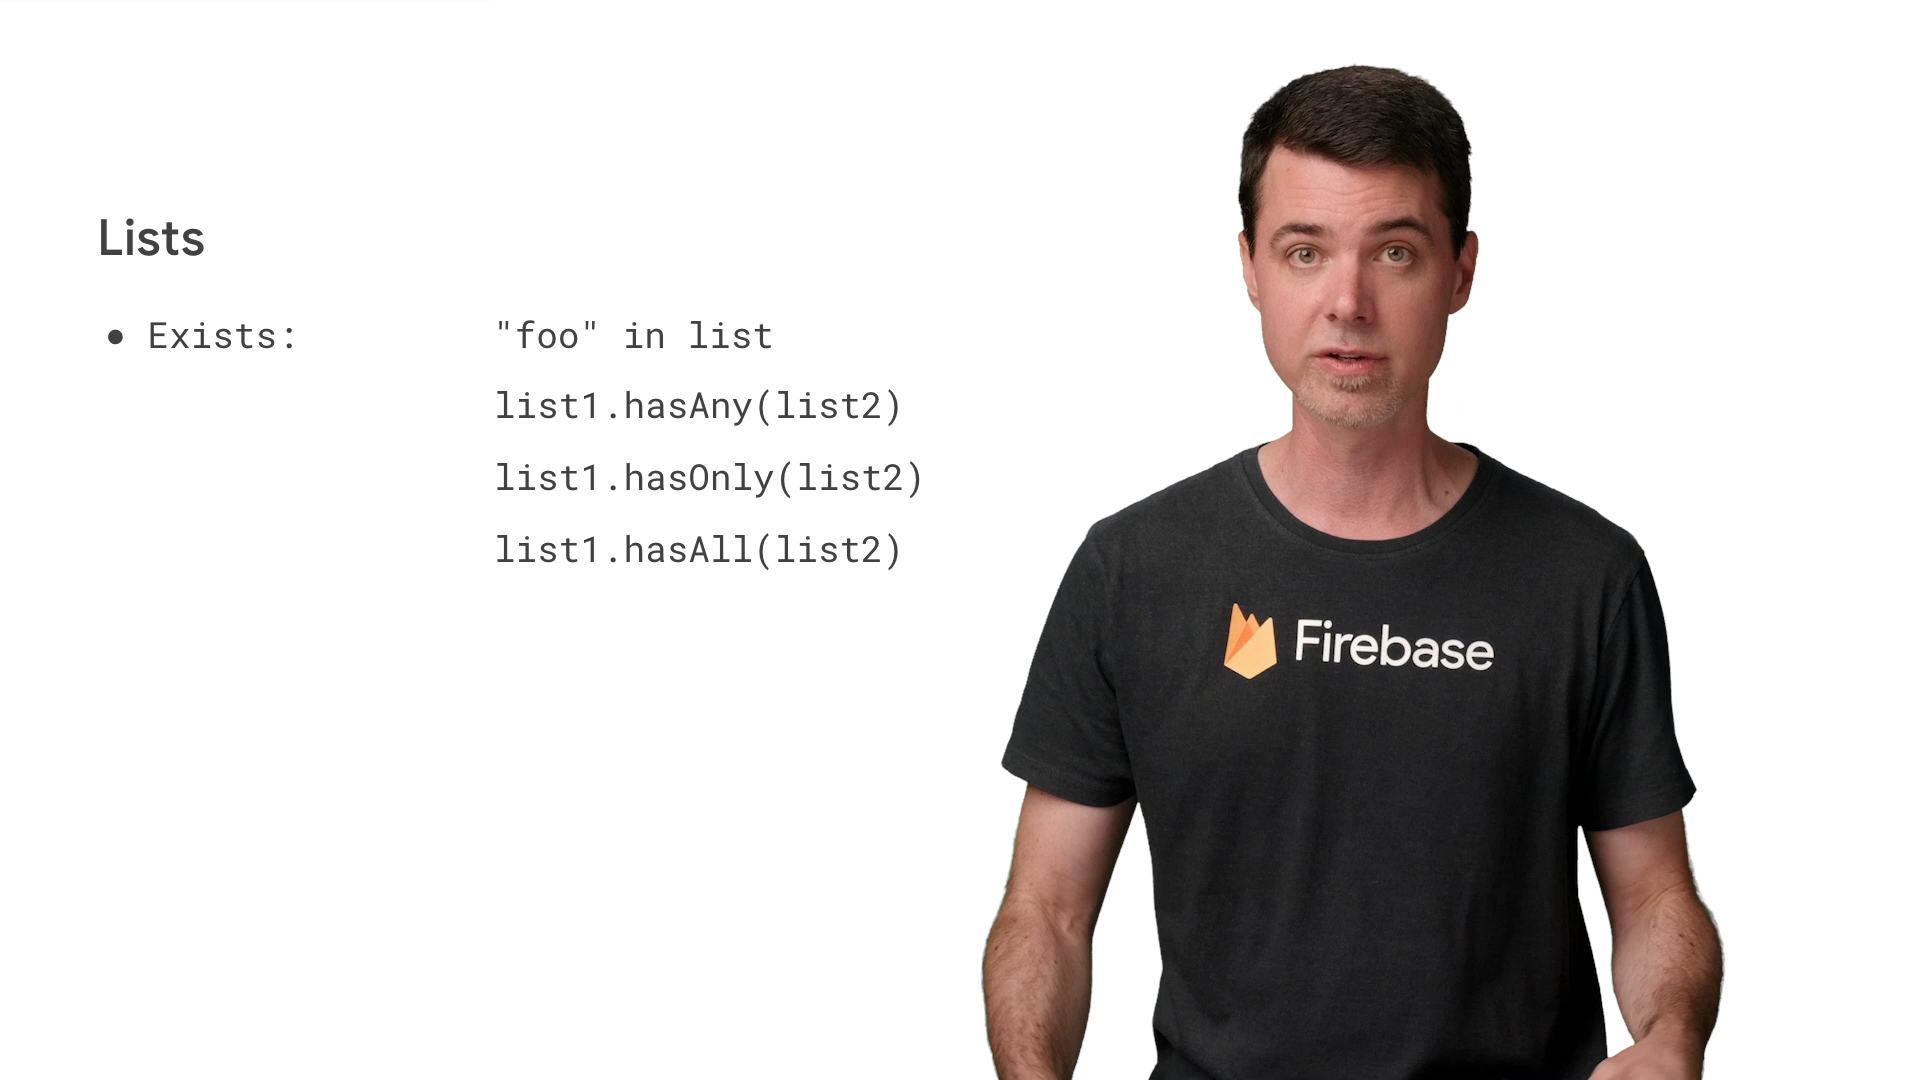 Lists
• Exists: "foo" in list
list1.hasAny(list2)
list1.hasOnly(list2)
list1.hasAll(list2)
Firebase